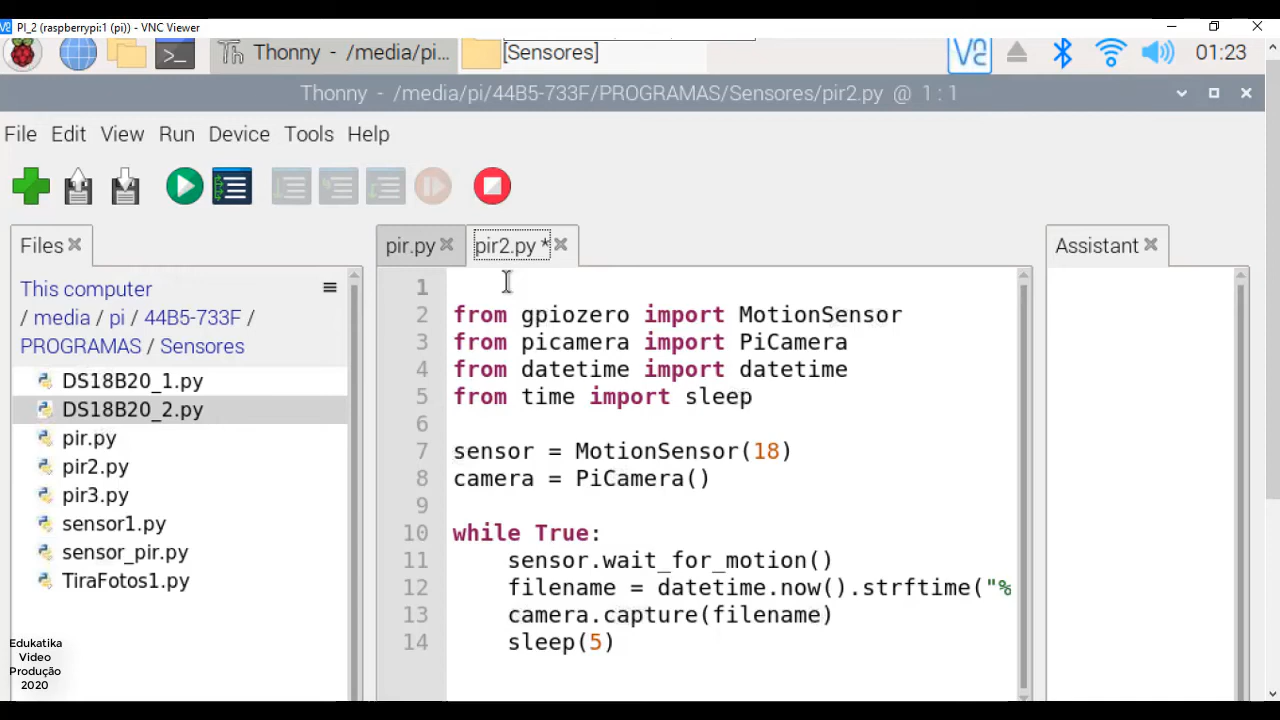 PI_2 (raspberrypi:1 (pi)) - VNC Viewer
Thonny - /media/pi...
[Sensores]
01:23
Thonny - /media/pi/44B5-733F/PROGRAMAS/Sensores/pir2.py @ 1 : 1
File Edit View Run Device Tools Help
Files
pir.py
pir2.py *
Assistant
This computer
/ media / pi / 44B5-733F /
PROGRAMAS / Sensores
DS18B20_1.py
DS18B20_2.py
pir.py
pir2.py
pir3.py
sensor1.py
sensor_pir.py
TiraFotos1.py
1
2 from gpiozero import MotionSensor
3 from picamera import PiCamera
4 from datetime import datetime
5 from time import sleep
6
7 sensor = MotionSensor(18)
8 camera = PiCamera()
9
10 while True:
11     sensor.wait_for_motion()
12     filename = datetime.now().strftime("%
13     camera.capture(filename)
14     sleep(5)
Edukatika
Video
Produção
2020